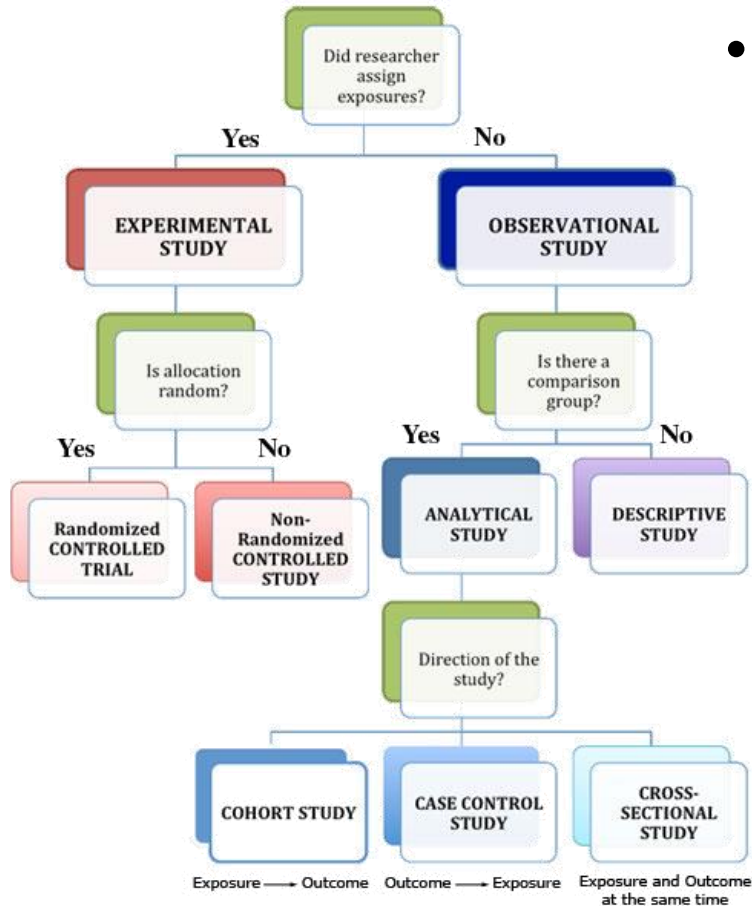 Did researcher
assign
exposures?
Yes
No
EXPERIMENTAL
STUDY
OBSERVATIONAL
STUDY
Is allocation
random?
Is there a
comparison
group?
Yes
No
Yes
No
Randomized
CONTROLLED
TRIAL
Non-
Randomized
CONTROLLED
STUDY
ANALYTICAL
STUDY
DESCRIPTIVE
STUDY
Direction of the
study?
COHORT STUDY
CASE CONTROL
STUDY
CROSS-
SECTIONAL
STUDY
Exposure → Outcome
Outcome → Exposure
Exposure and Outcome
at the same time